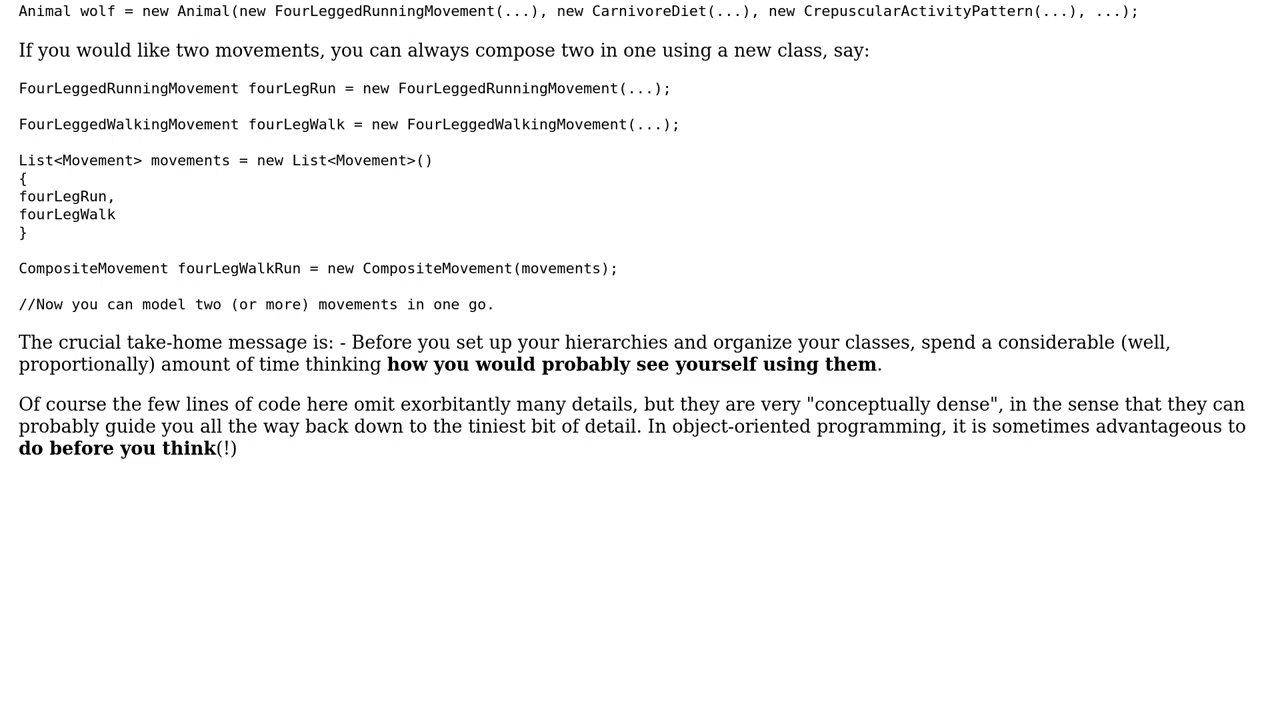 Animal wolf = new Animal(new FourLeggedRunningMovement(...), new CarnivoreDiet(...), new CrepuscularActivityPattern(...), ...);
If you would like two movements, you can always compose two in one using a new class, say:
FourLeggedRunningMovement fourLegRun = new FourLeggedRunningMovement(...);
FourLeggedWalkingMovement fourLegWalk = new FourLeggedWalkingMovement(...);
List<Movement> movements = new List<Movement>()
{
fourLegRun,
fourLegWalk
}
CompositeMovement fourLegWalkRun = new CompositeMovement(movements);
//Now you can model two (or more) movements in one go.
The crucial take-home message is: - Before you set up your hierarchies and organize your classes, spend a considerable (well,
proportionally) amount of time thinking how you would probably see yourself using them.
Of course the few lines of code here omit exorbitantly many details, but they are very "conceptually dense", in the sense that they can
probably guide you all the way back down to the tiniest bit of detail. In object-oriented programming, it is sometimes advantageous to
do before you think(!)